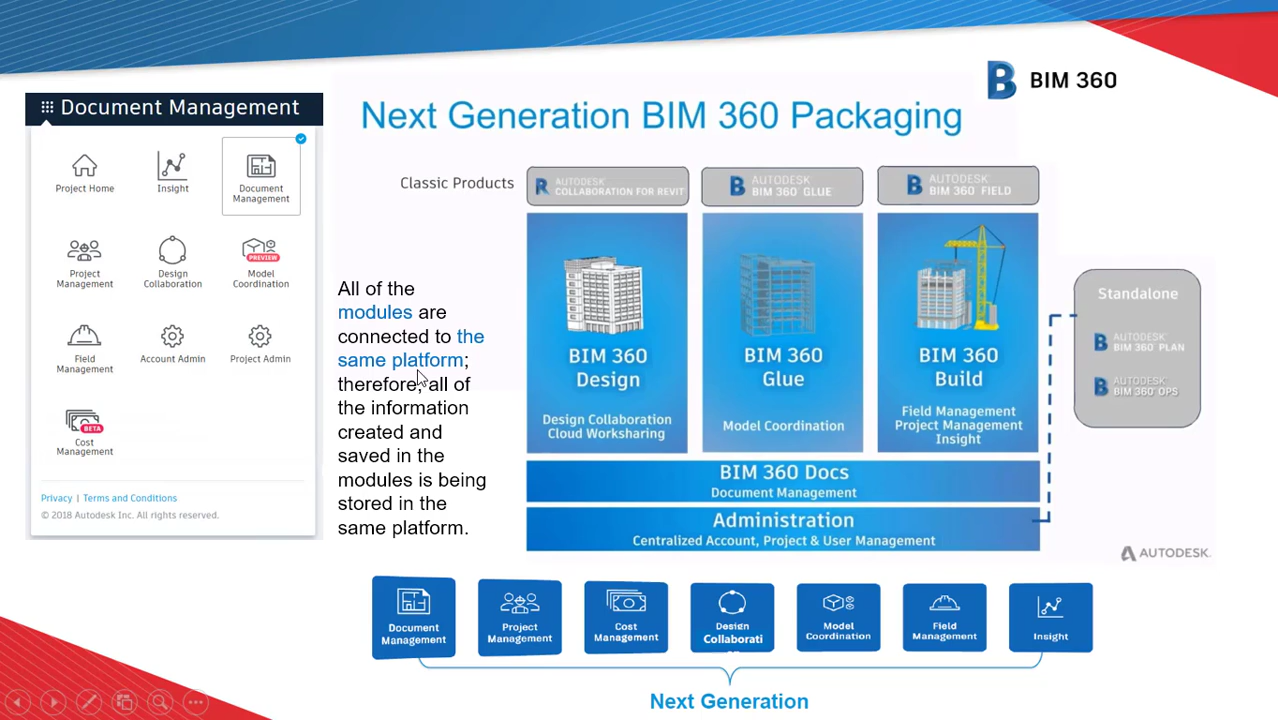 BIM 360
Document Management
Next Generation BIM 360 Packaging
Project Home
Insight
Document
Management
Project
Management
Design
Collaboration
PREVIEW
Model
Coordination
Field
Management
Account Admin
Project Admin
BETA
Cost
Management
Privacy | Terms and Conditions
© 2018 Autodesk Inc. All rights reserved.
All of the
modules are
connected to the
same platform;
therefore, all of
the information
created and
saved in the
modules is being
stored in the
same platform.
Classic Products
AUTODESK
COLLABORATION FOR REVIT
AUTODESK
BIM 360 GLUE
AUTODESK
BIM 360 FIELD
BIM 360
Design
Design Collaboration
Cloud Worksharing
BIM 360
Glue
Model Coordination
BIM 360
Build
Field Management
Project Management
Insight
Standalone
AUTODESK
BIM 360 PLAN
AUTODESK
BIM 360 OPS
BIM 360 Docs
Document Management
Administration
Centralized Account, Project & User Management
AUTODESK.
Document
Management
Project
Management
Cost
Management
Design
Collaborati
Model
Coordination
Field
Management
Insight
Next Generation